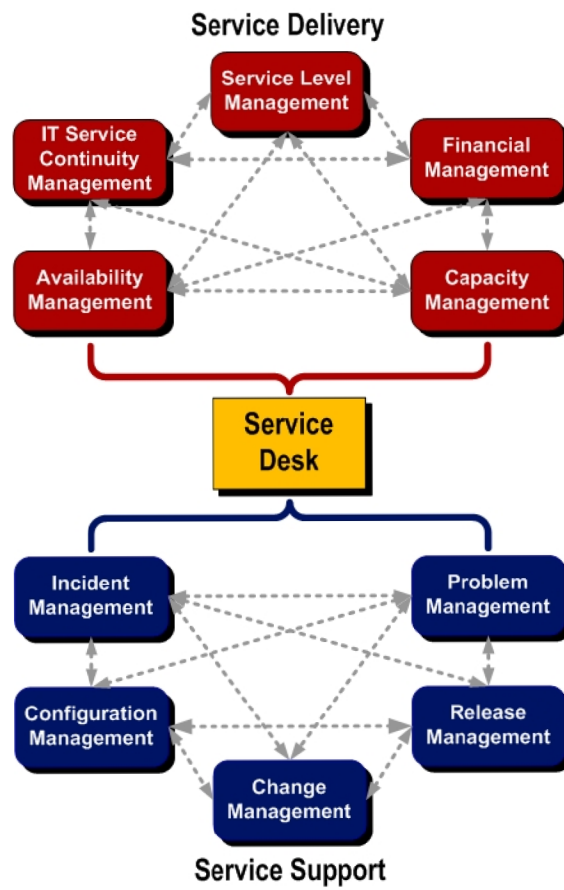 Service Delivery
Service Level
Management
IT Service
Continuity
Management
Financial
Management
Availability
Management
Capacity
Management
Service
Desk
Incident
Management
Problem
Management
Configuration
Management
Release
Management
Change
Management
Service Support